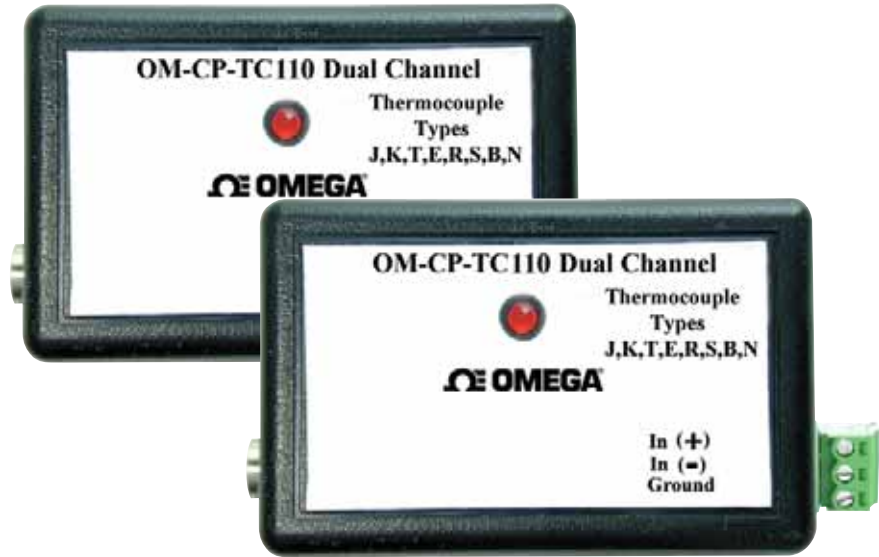 OM-CP-TC110 Dual Channel
Thermocouple
Types
J,K,T,E,R,S,B,N
OMEGA
OM-CP-TC110 Dual Channel
Thermocouple
Types
J,K,T,E,R,S,B,N
OMEGA
In (+)
In (-)
Ground